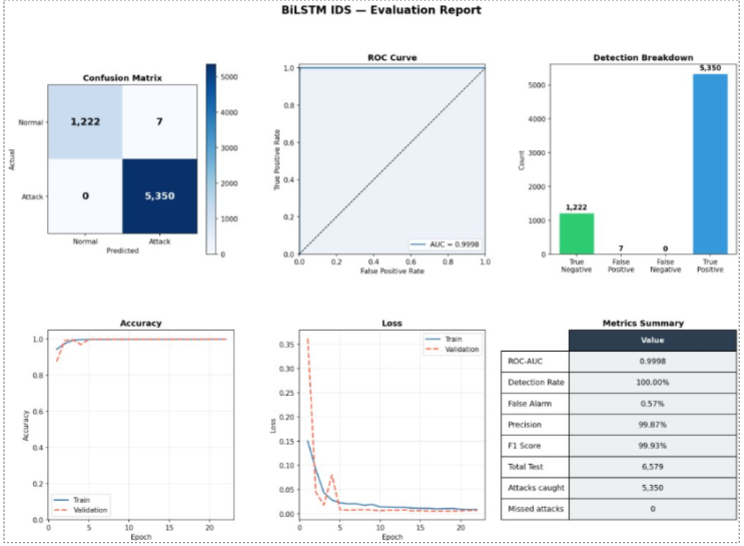 BiLSTM IDS — Evaluation Report
Confusion Matrix
Normal
Attack
Actual
1,222
7
0
5,350
Normal
Attack
Predicted
5000
4000
3000
2000
1000
0
ROC Curve
True Positive Rate
1.0
0.8
0.6
0.4
0.2
0.0
0.0 0.2 0.4 0.6 0.8 1.0
False Positive Rate
AUC = 0.9998
Detection Breakdown
Count
5000
4000
3000
2000
1000
0
1,222
7
0
5,350
True Negative
False Positive
False Negative
True Positive
Accuracy
Accuracy
1.0
0.8
0.6
0.4
0.2
0.0
0 5 10 15 20
Epoch
Train
Validation
Loss
Loss
0.35
0.30
0.25
0.20
0.15
0.10
0.05
0.00
0 5 10 15 20
Epoch
Train
Validation
Metrics Summary
Value
ROC-AUC 0.9998
Detection Rate 100.00%
False Alarm 0.57%
Precision 99.87%
F1 Score 99.93%
Total Test 6,579
Attacks caught 5,350
Missed attacks 0